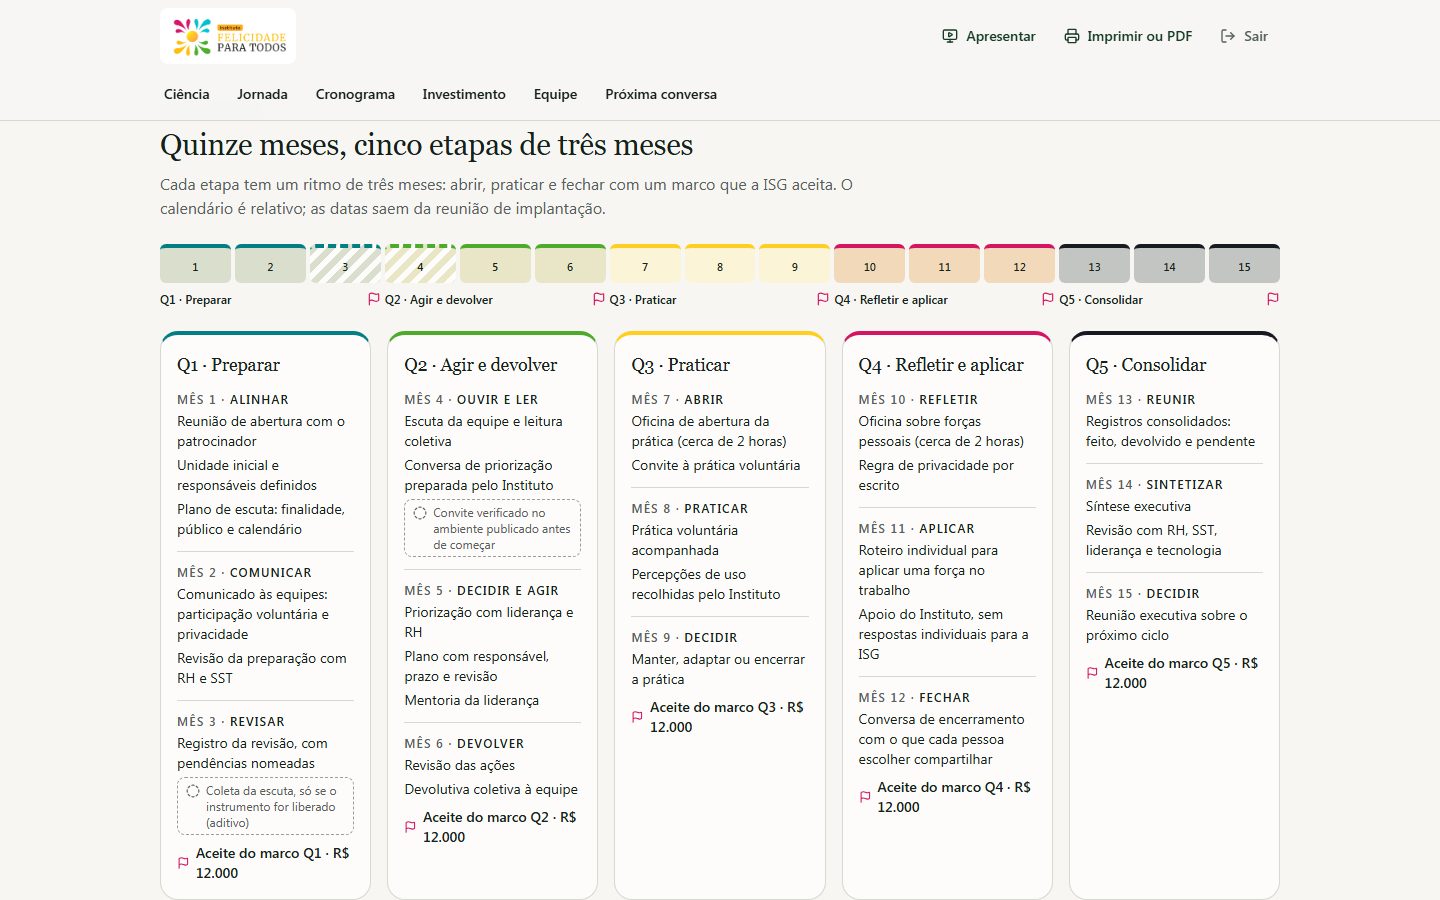 Instituto
FELICIDADE
PARA TODOS
Apresentar
Imprimir ou PDF
Sair
Ciência
Jornada
Cronograma
Investimento
Equipe
Próxima conversa
Quinze meses, cinco etapas de três meses
Cada etapa tem um ritmo de três meses: abrir, praticar e fechar com um marco que a ISG aceita. O
calendário é relativo; as datas saem da reunião de implantação.
1
2
3
4
5
6
7
8
9
10
11
12
13
14
15
Q1 · Preparar
Q2 · Agir e devolver
Q3 · Praticar
Q4 · Refletir e aplicar
Q5 · Consolidar
Q1 · Preparar
MÊS 1 · ALINHAR
Reunião de abertura com o
patrocinador
Unidade inicial e
responsáveis definidos
Plano de escuta: finalidade,
público e calendário
MÊS 2 · COMUNICAR
Comunicado às equipes:
participação voluntária e
privacidade
Revisão da preparação com
RH e SST
MÊS 3 · REVISAR
Registro da revisão, com
pendências nomeadas
Coleta da escuta, só se o
instrumento for liberado
(aditivo)
Aceite do marco Q1 · R$
12.000
Q2 · Agir e devolver
MÊS 4 · OUVIR E LER
Escuta da equipe e leitura
coletiva
Conversa de priorização
preparada pelo Instituto
Convite verificado no
ambiente publicado antes
de começar
MÊS 5 · DECIDIR E AGIR
Priorização com liderança e
RH
Plano com responsável,
prazo e revisão
Mentoria da liderança
MÊS 6 · DEVOLVER
Revisão das ações
Devolutiva coletiva à equipe
Aceite do marco Q2 · R$
12.000
Q3 · Praticar
MÊS 7 · ABRIR
Oficina de abertura da
prática (cerca de 2 horas)
Convite à prática voluntária
MÊS 8 · PRATICAR
Prática voluntária
acompanhada
Percepções de uso
recolhidas pelo Instituto
MÊS 9 · DECIDIR
Manter, adaptar ou encerrar
a prática
Aceite do marco Q3 · R$
12.000
Q4 · Refletir e aplicar
MÊS 10 · REFLETIR
Oficina sobre forças
pessoais (cerca de 2 horas)
Regra de privacidade por
escrito
MÊS 11 · APLICAR
Roteiro individual para
aplicar uma força no
trabalho
Apoio do Instituto, sem
respostas individuais para a
ISG
MÊS 12 · FECHAR
Conversa de encerramento
com o que cada pessoa
escolher compartilhar
Aceite do marco Q4 · R$
12.000
Q5 · Consolidar
MÊS 13 · REUNIR
Registros consolidados:
feito, devolvido e pendente
MÊS 14 · SINTETIZAR
Síntese executiva
Revisão com RH, SST,
liderança e tecnologia
MÊS 15 · DECIDIR
Reunião executiva sobre o
próximo ciclo
Aceite do marco Q5 · R$
12.000